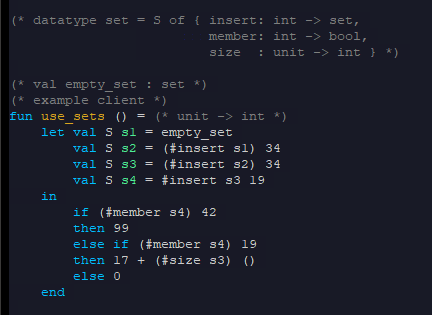 (* datatype set = S of { insert: int -> set,
                         member: int -> bool,
                         size  : unit -> int } *)
(* val empty_set : set *)
(* example client *)
fun use_sets () = (* unit -> int *)
    let val S s1 = empty_set
        val S s2 = (#insert s1) 34
        val S s3 = (#insert s2) 34
        val S s4 = #insert s3 19
    in
        if (#member s4) 42
        then 99
        else if (#member s4) 19
        then 17 + (#size s3) ()
        else 0
    end